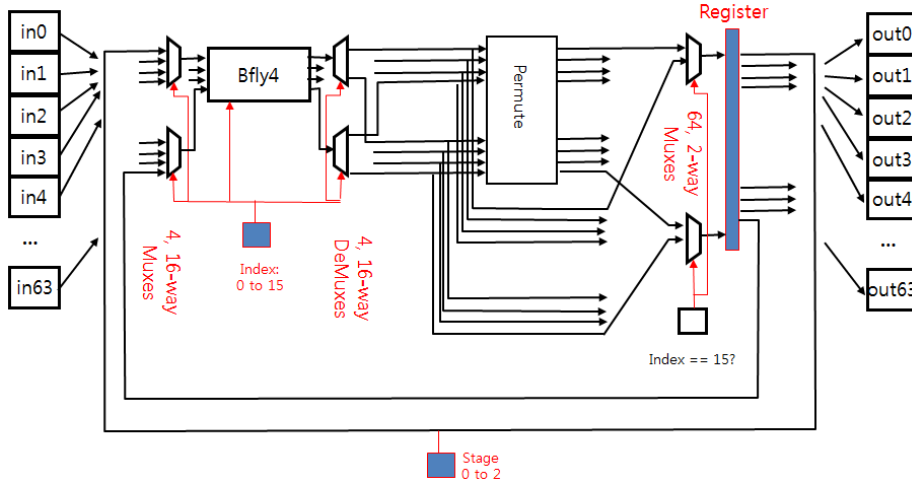 Register
in0
in1
in2
in3
in4
...
in63
Bfly4
Permute
64, 2-way
Muxes
4, 16-way
Muxes
Index:
0 to 15
4, 16-way
DeMuxes
Index == 15?
Stage
0 to 2
out0
out1
out2
out3
out4
...
out63